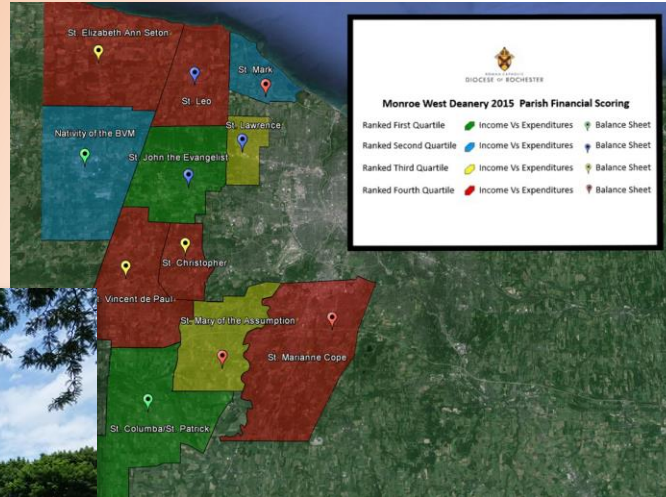 St. Elizabeth Ann Seton
St. Leo
St. Mark
Nativity of the BVM
St. Lawrence
St. John the Evangelist
St. Christopher
St. Vincent de Paul
St. Mary of the Assumption
St. Marianne Cope
St. Columba/St. Patrick
ROMAN CATHOLIC
DIOCESE OF ROCHESTER
Monroe West Deanery 2015 Parish Financial Scoring
Ranked First Quartile Income Vs Expenditures Balance Sheet
Ranked Second Quartile Income Vs Expenditures Balance Sheet
Ranked Third Quartile Income Vs Expenditures Balance Sheet
Ranked Fourth Quartile Income Vs Expenditures Balance Sheet